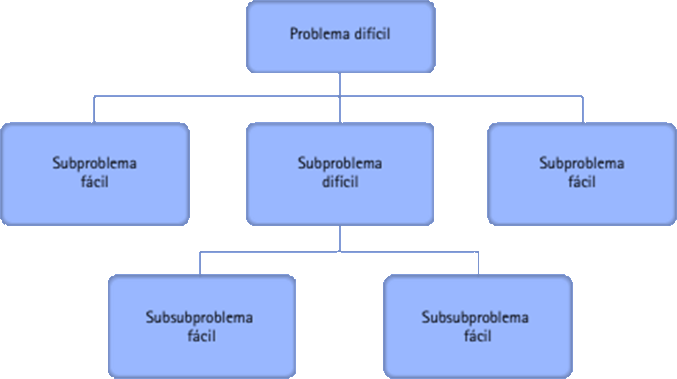 Problema difícil
Subproblema
fácil
Subproblema
difícil
Subproblema
fácil
Subsubproblema
fácil
Subsubproblema
fácil